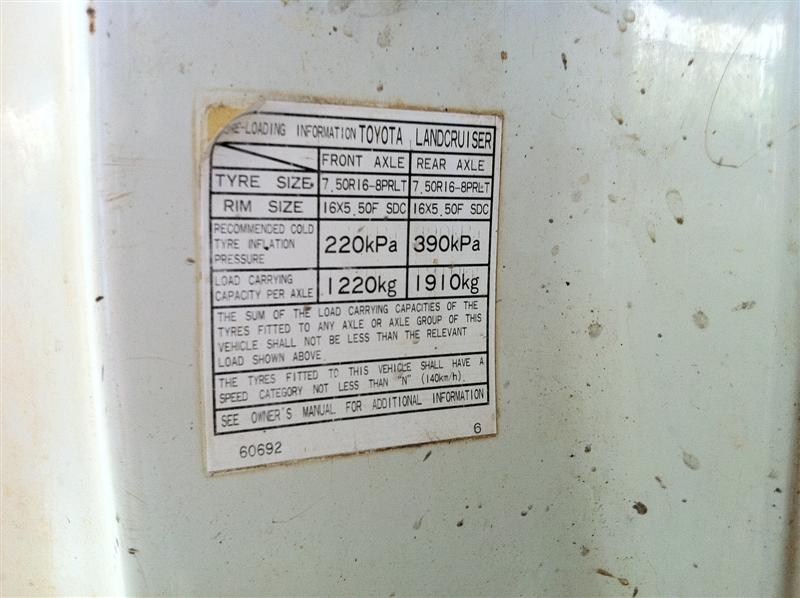 -LOADING INFORMATION TOYOTA LANDCRUISER
FRONT AXLE REAR AXLE
TYRE SIZE 7.50R16-8PRLT 7.50R16-8PRLT
RIM SIZE 16X5.50F SDC 16X5.50F SDC
RECOMMENDED COLD
TYRE INFLATION
PRESSURE
220kPa 390kPa
LOAD CARRYING
CAPACITY PER AXLE
1220kg 1910kg
THE SUM OF THE LOAD CARRYING CAPACITIES OF THE
TYRES FITTED TO ANY AXLE OR AXLE GROUP OF THIS
VEHICLE SHALL NOT BE LESS THAN THE RELEVANT
LOAD SHOWN ABOVE.
THE TYRES FITTED TO THIS VEHICLE SHALL HAVE A
SPEED CATEGORY NOT LESS THAN "N" (140km/h).
SEE OWNER'S MANUAL FOR ADDITIONAL INFORMATION
60692 6